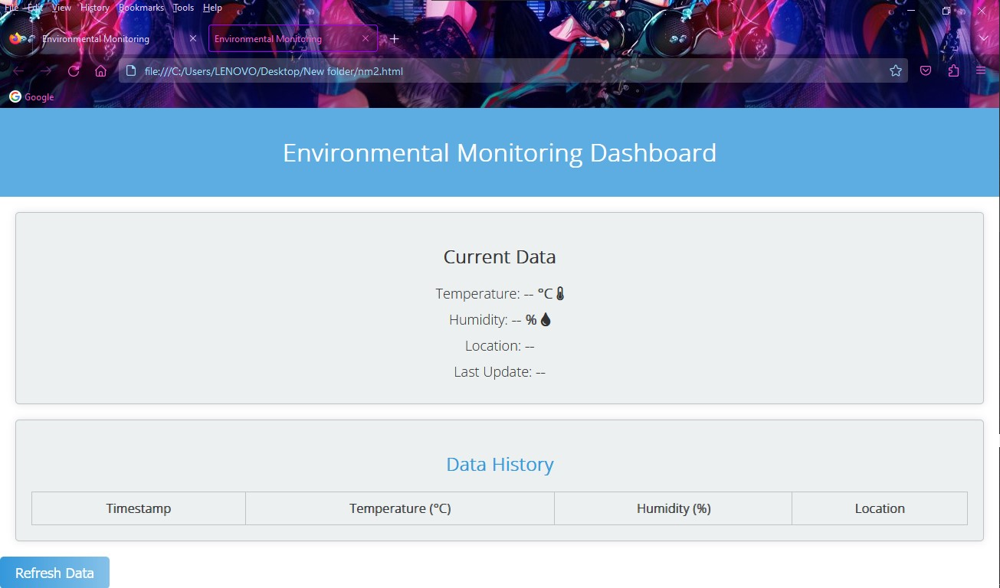 File Edit View History Bookmarks Tools Help
Environmental Monitoring Environmental Monitoring
file:///C:/Users/LENOVO/Desktop/New folder/nm2.html
Google
Environmental Monitoring Dashboard
Current Data
Temperature: -- °C
Humidity: -- %
Location: --
Last Update: --
Data History
Timestamp Temperature (°C) Humidity (%) Location
Refresh Data